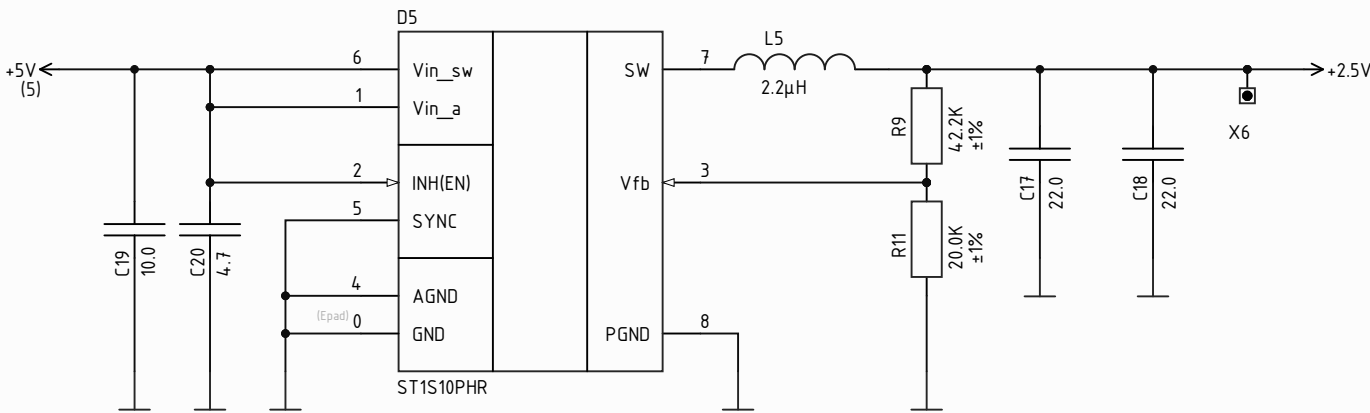 D5
+5V
(5)
6
Vin_sw
1
Vin_a
2
INH(EN)
5
SYNC
4
AGND
(Epad)
0
GND
SW
7
Vfb
3
PGND
8
ST1S10PHR
C19
10.0
C20
4.7
L5
2.2µH
R9
42.2K
±1%
R11
20.0K
±1%
C17
22.0
C18
22.0
X6
+2.5V